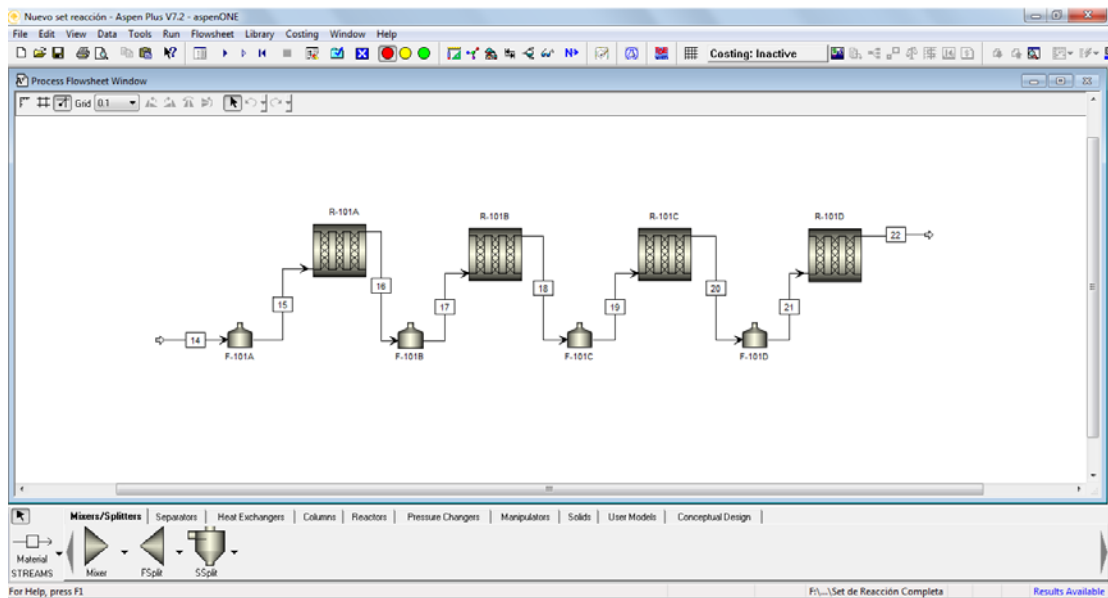 Nuevo set reacción - Aspen Plus V7.2 - aspenONE
File Edit View Data Tools Run Flowsheet Library Costing Window Help
N Costing: Inactive
Process Flowsheet Window
Grid 0.1
R-101A R-101B R-101C R-101D
22
16 18 20
15 17 19 21
14
F-101A F-101B F-101C F-101D
Mixers/Splitters Separators Heat Exchangers Columns Reactors Pressure Changers Manipulators Solids User Models Conceptual Design
Material
STREAMS Mixer FSplit SSplit
For Help, press F1 F:\...\Set de Reacción Completa Results Available